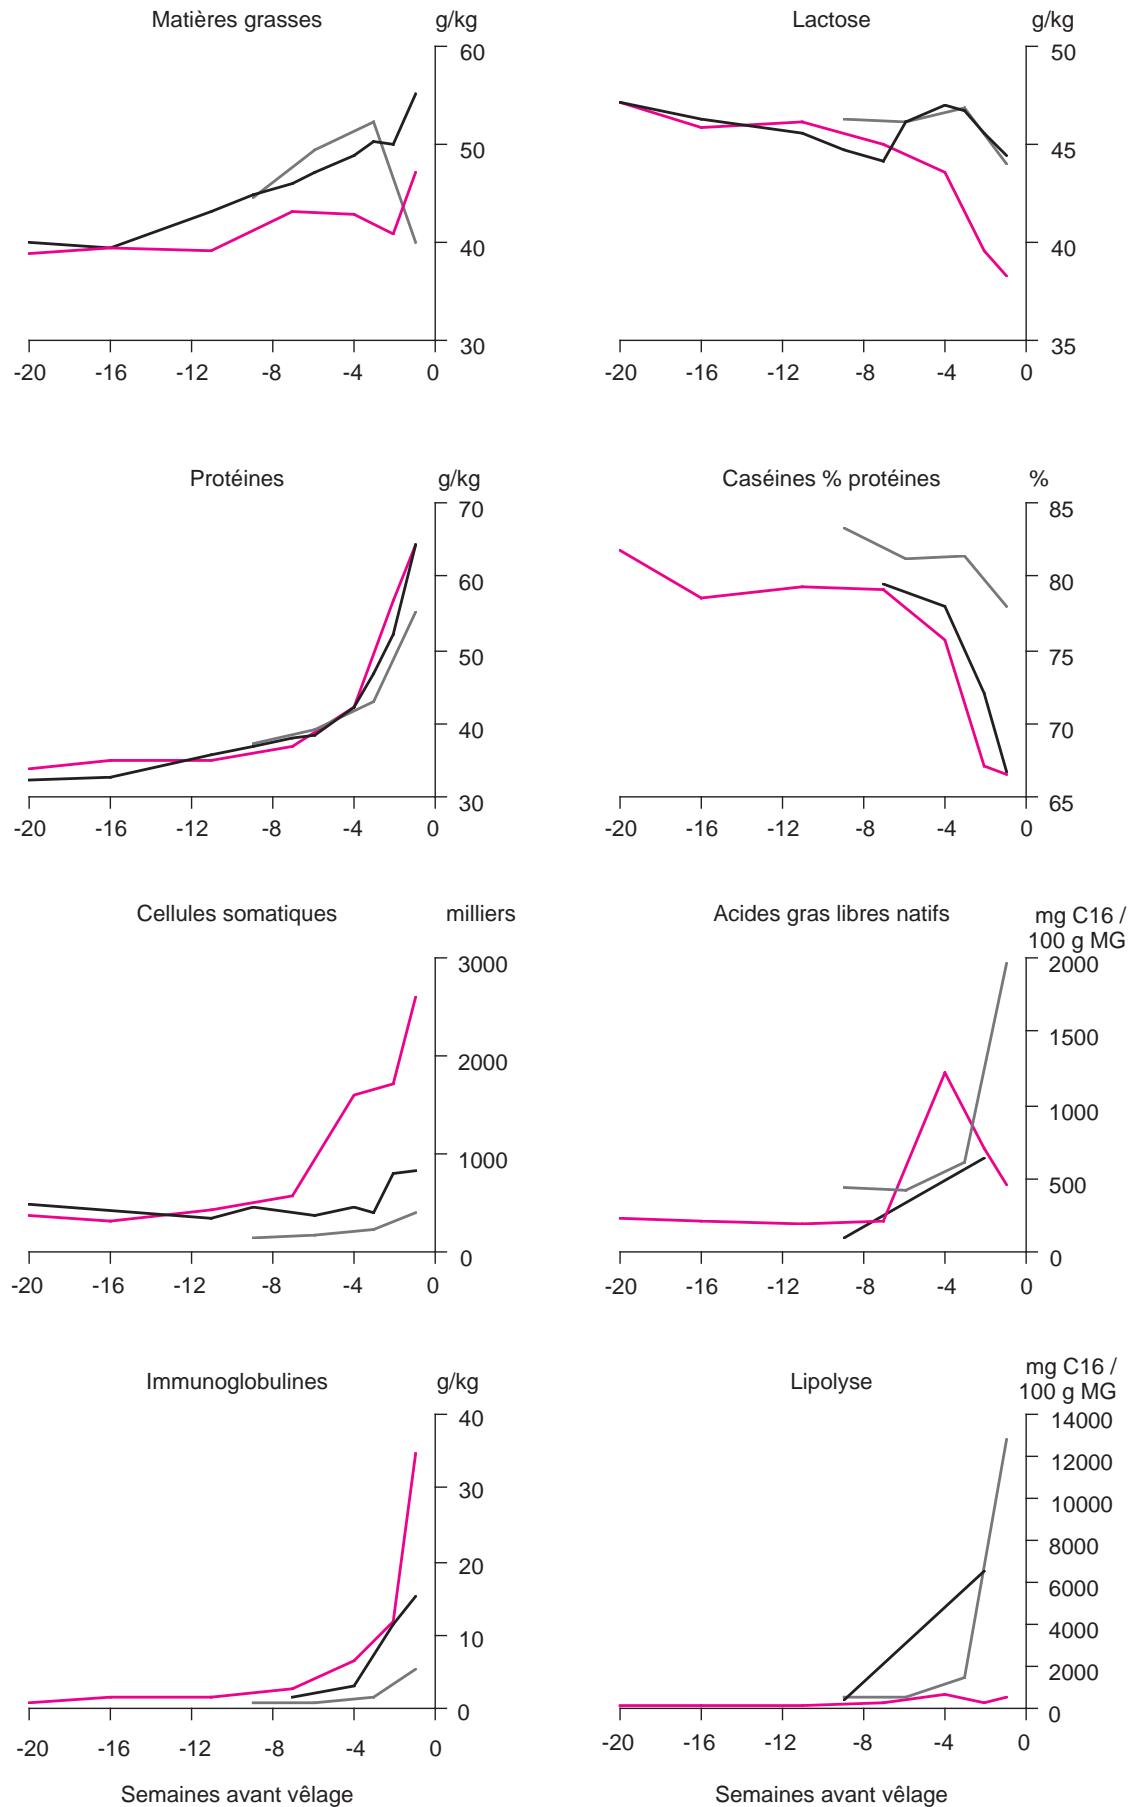 Matières grasses
g/kg
60
50
40
30
-20 -16 -12 -8 -4 0
Lactose
g/kg
50
45
40
35
-20 -16 -12 -8 -4 0
Protéines
g/kg
70
60
50
40
30
-20 -16 -12 -8 -4 0
Caséines % protéines
%
85
80
75
70
65
-20 -16 -12 -8 -4 0
Cellules somatiques
milliers
3000
2000
1000
0
-20 -16 -12 -8 -4 0
Acides gras libres natifs
mg C16 /
100 g MG
2000
1500
1000
500
0
-20 -16 -12 -8 -4 0
Immunoglobulines
g/kg
40
30
20
10
0
-20 -16 -12 -8 -4 0
Semaines avant vêlage
Lipolyse
mg C16 /
100 g MG
14000
12000
10000
8000
6000
4000
2000
0
-20 -16 -12 -8 -4 0
Semaines avant vêlage